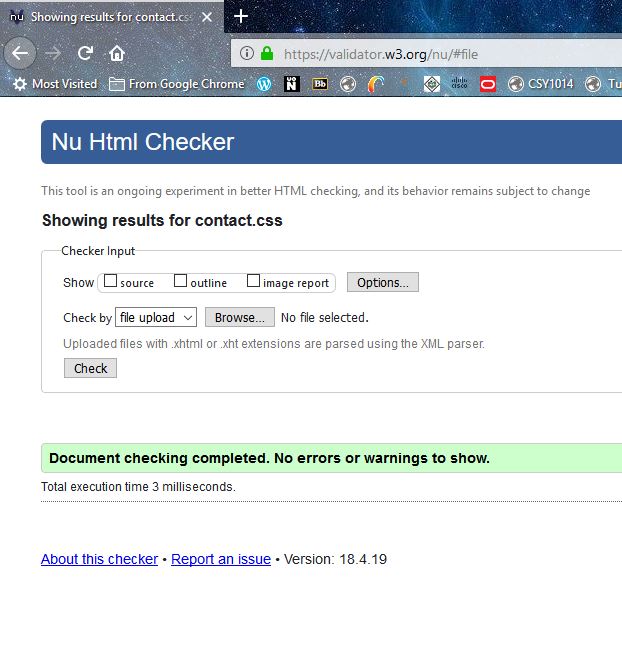 nu Showing results for contact.css
https://validator.w3.org/nu/#file
Most Visited From Google Chrome Bb cisco CSY1014 Tu
Nu Html Checker
This tool is an ongoing experiment in better HTML checking, and its behavior remains subject to change
Showing results for contact.css
Checker Input
Show source outline image report Options...
Check by file upload Browse... No file selected.
Uploaded files with .xhtml or .xht extensions are parsed using the XML parser.
Check
Document checking completed. No errors or warnings to show.
Total execution time 3 milliseconds.
About this checker • Report an issue • Version: 18.4.19